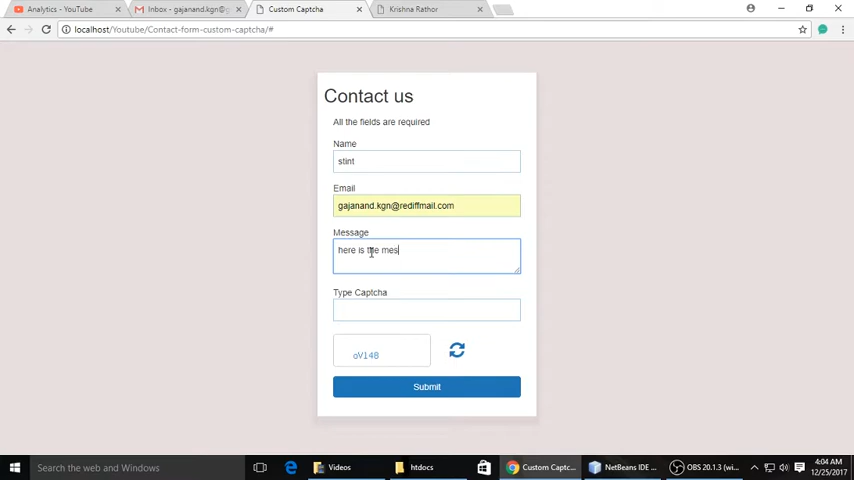 Analytics - YouTube
Inbox - gajanand.kgn@
Custom Captcha
Krishna Rathor
localhost/Youtube/Contact-form-custom-captcha/#
Contact us
All the fields are required
Name
stint
Email
gajanand.kgn@rediffmail.com
Message
here is the mes
Type Captcha
oV148
Submit
Search the web and Windows
Videos
htdocs
Custom Captc...
NetBeans IDE ...
OBS 20.1.3 (wi...
4:04 AM
12/25/2017